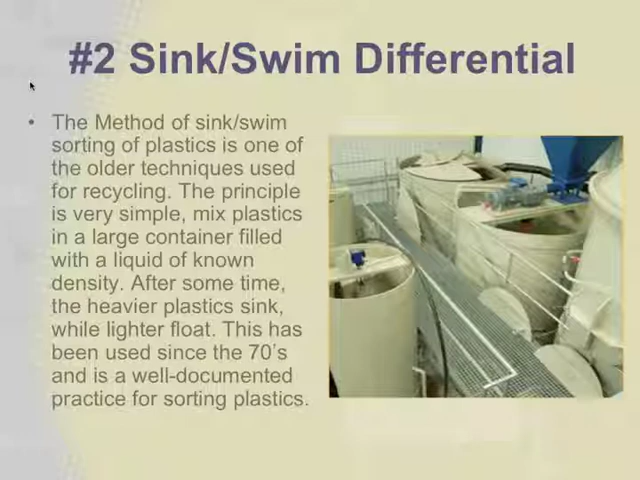 #2 Sink/Swim Differential
• The Method of sink/swim
sorting of plastics is one of
the older techniques used
for recycling. The principle
is very simple, mix plastics
in a large container filled
with a liquid of known
density. After some time,
the heavier plastics sink,
while lighter float. This has
been used since the 70's
and is a well-documented
practice for sorting plastics.